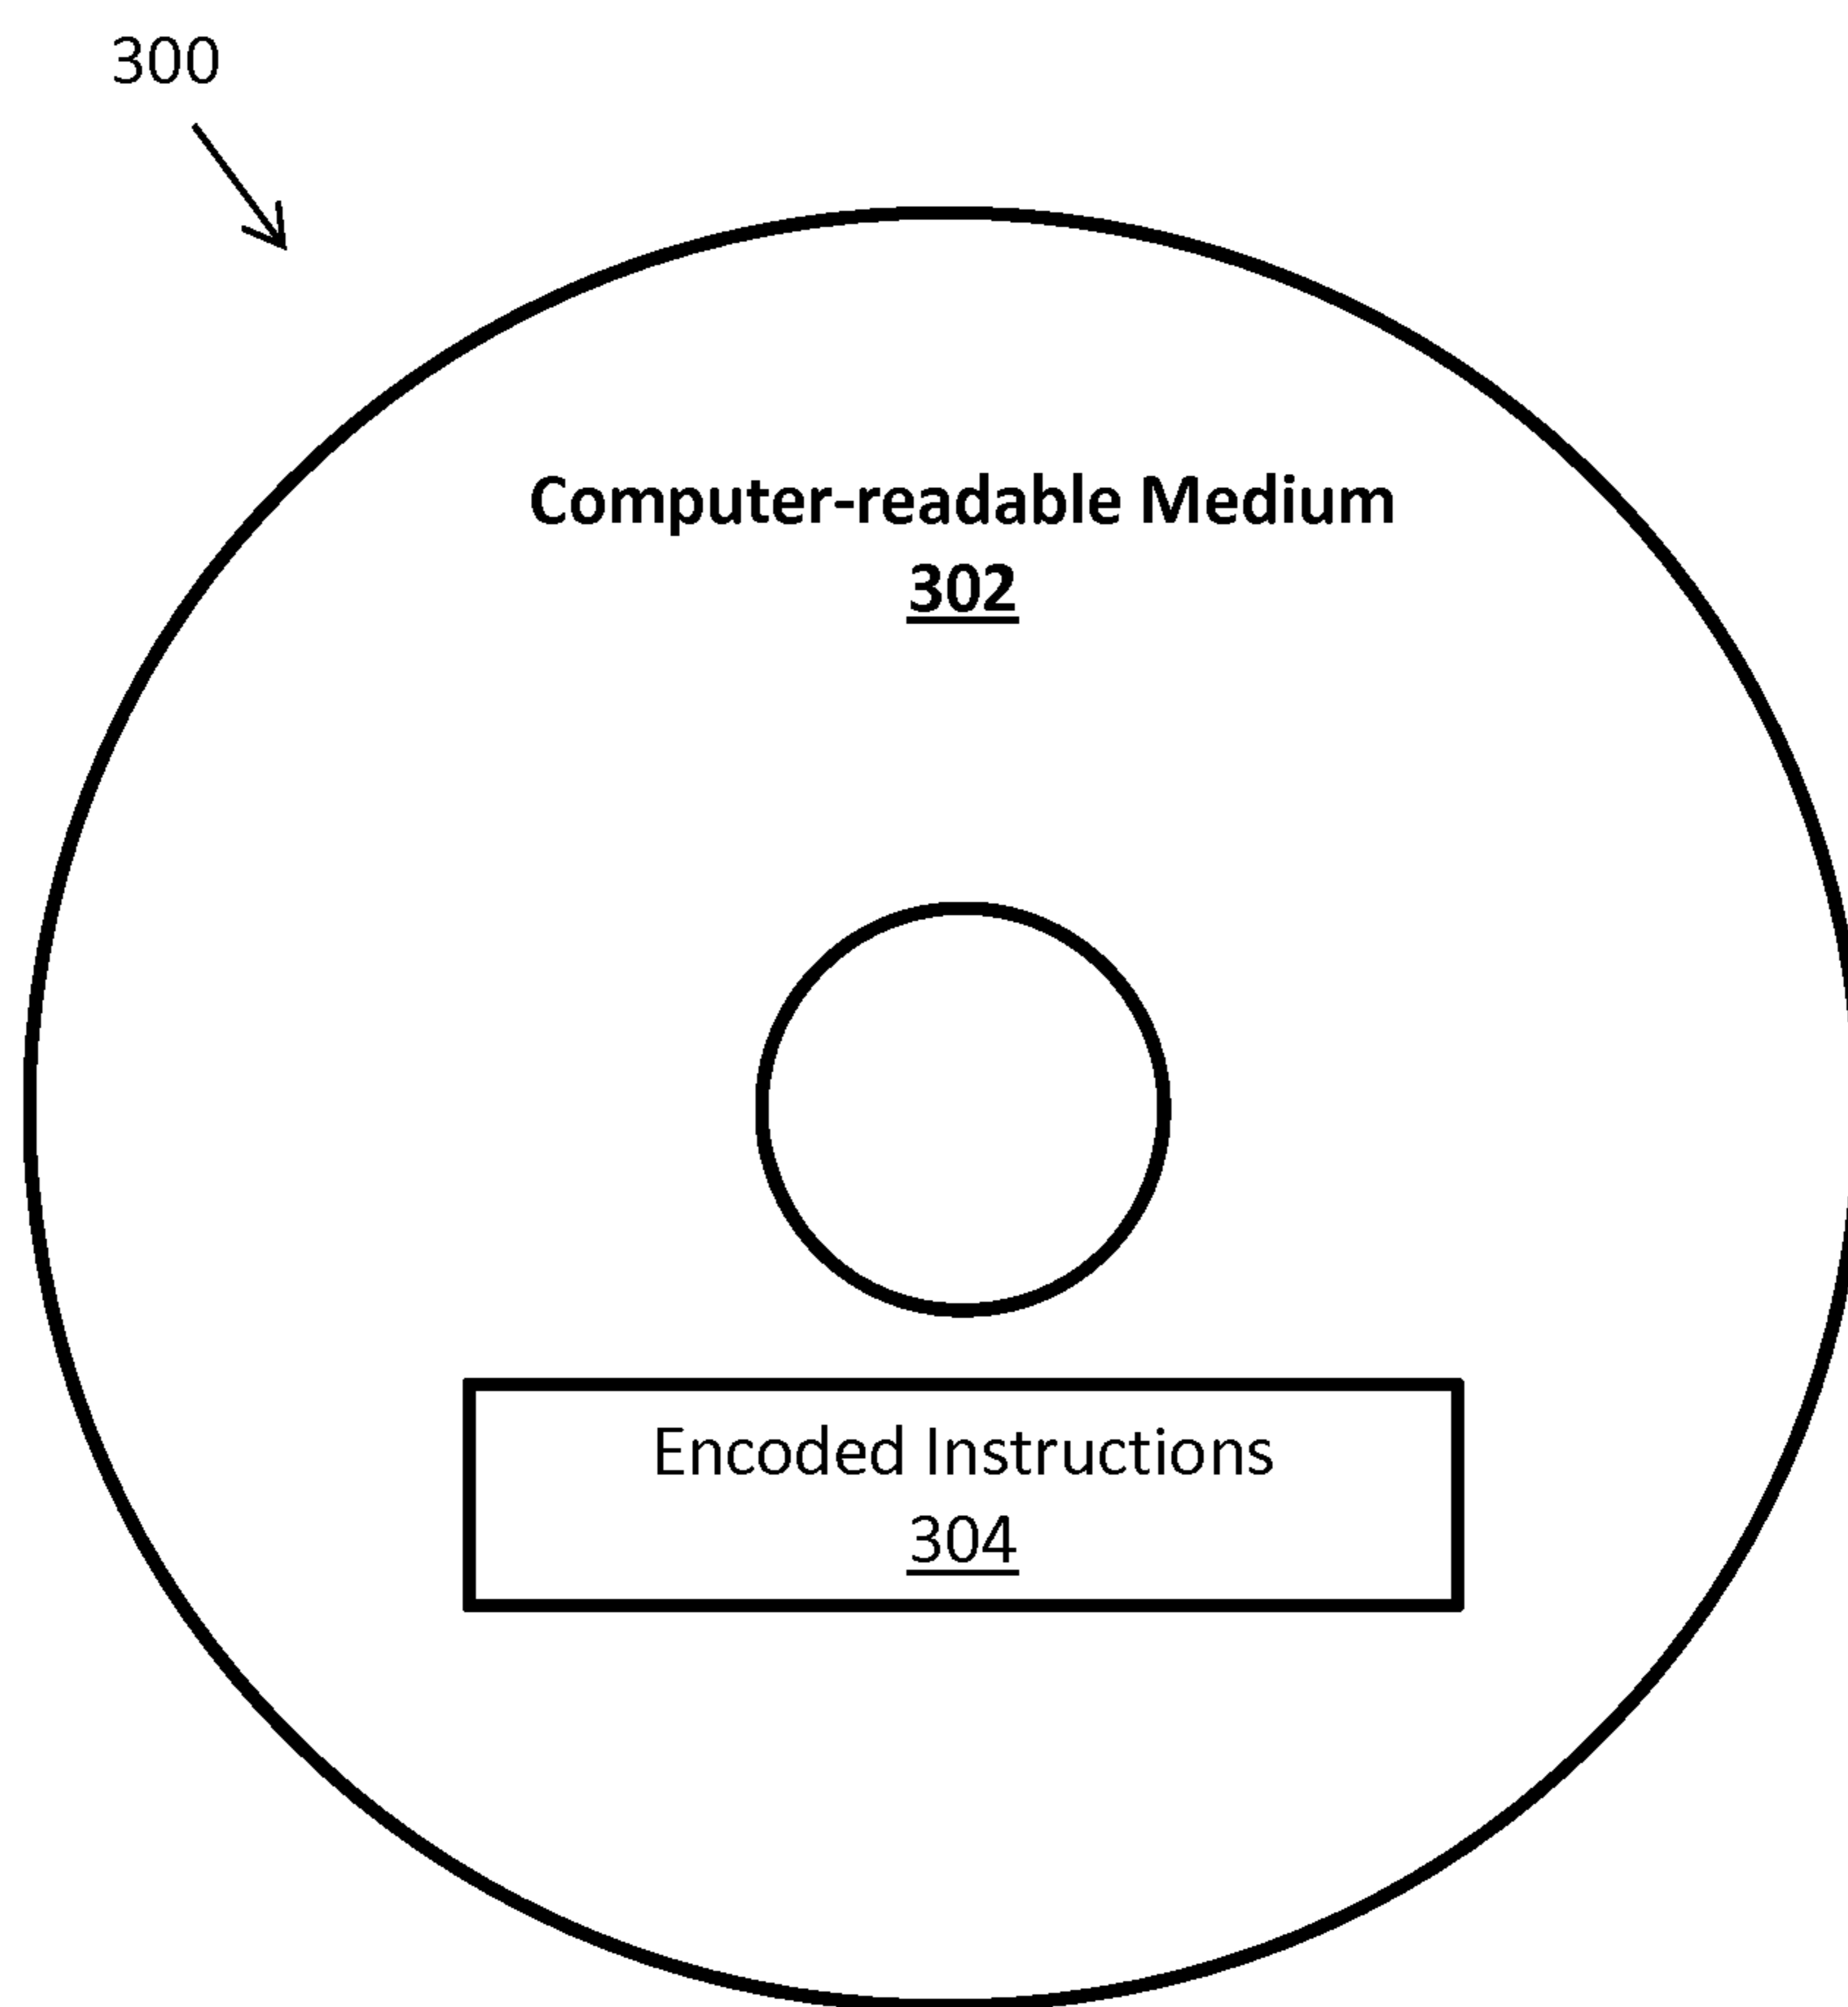 300
Computer-readable Medium
302
Encoded Instructions
304